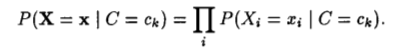 P(X = x | C = c_k) = ∏_i P(X_i = x_i | C = c_k).